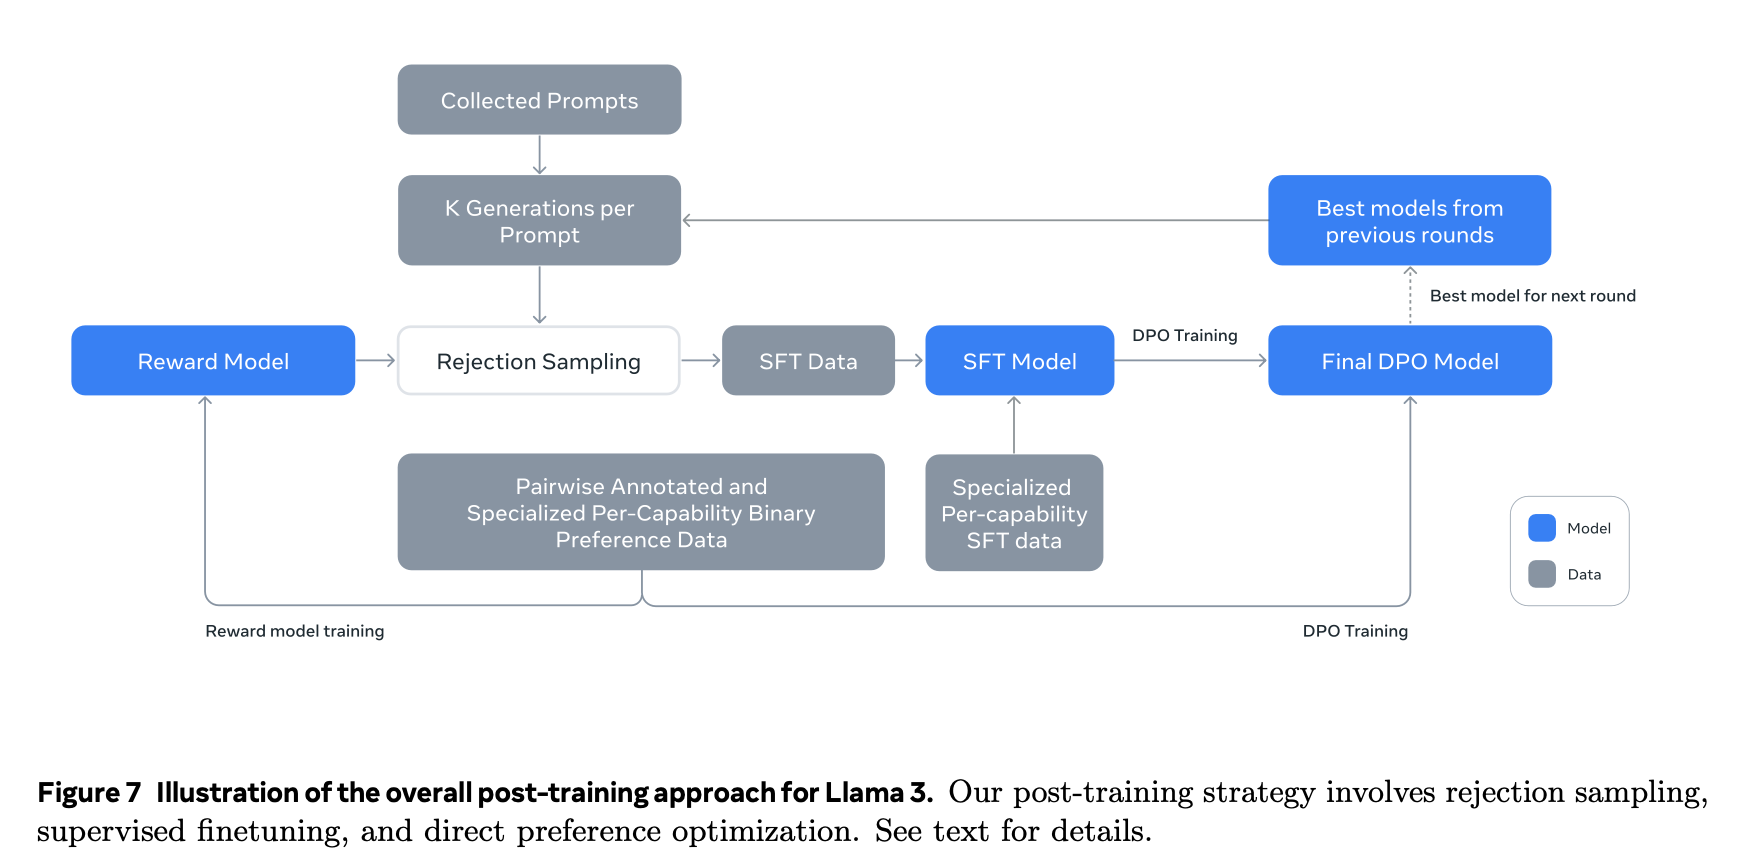 Collected Prompts
K Generations per
Prompt
Best models from
previous rounds
Best model for next round
Reward Model
Rejection Sampling
SFT Data
SFT Model
DPO Training
Final DPO Model
Pairwise Annotated and
Specialized Per-Capability Binary
Preference Data
Specialized
Per-capability
SFT data
Model
Data
Reward model training
DPO Training
Figure 7 Illustration of the overall post-training approach for Llama 3. Our post-training strategy involves rejection sampling,
supervised finetuning, and direct preference optimization. See text for details.